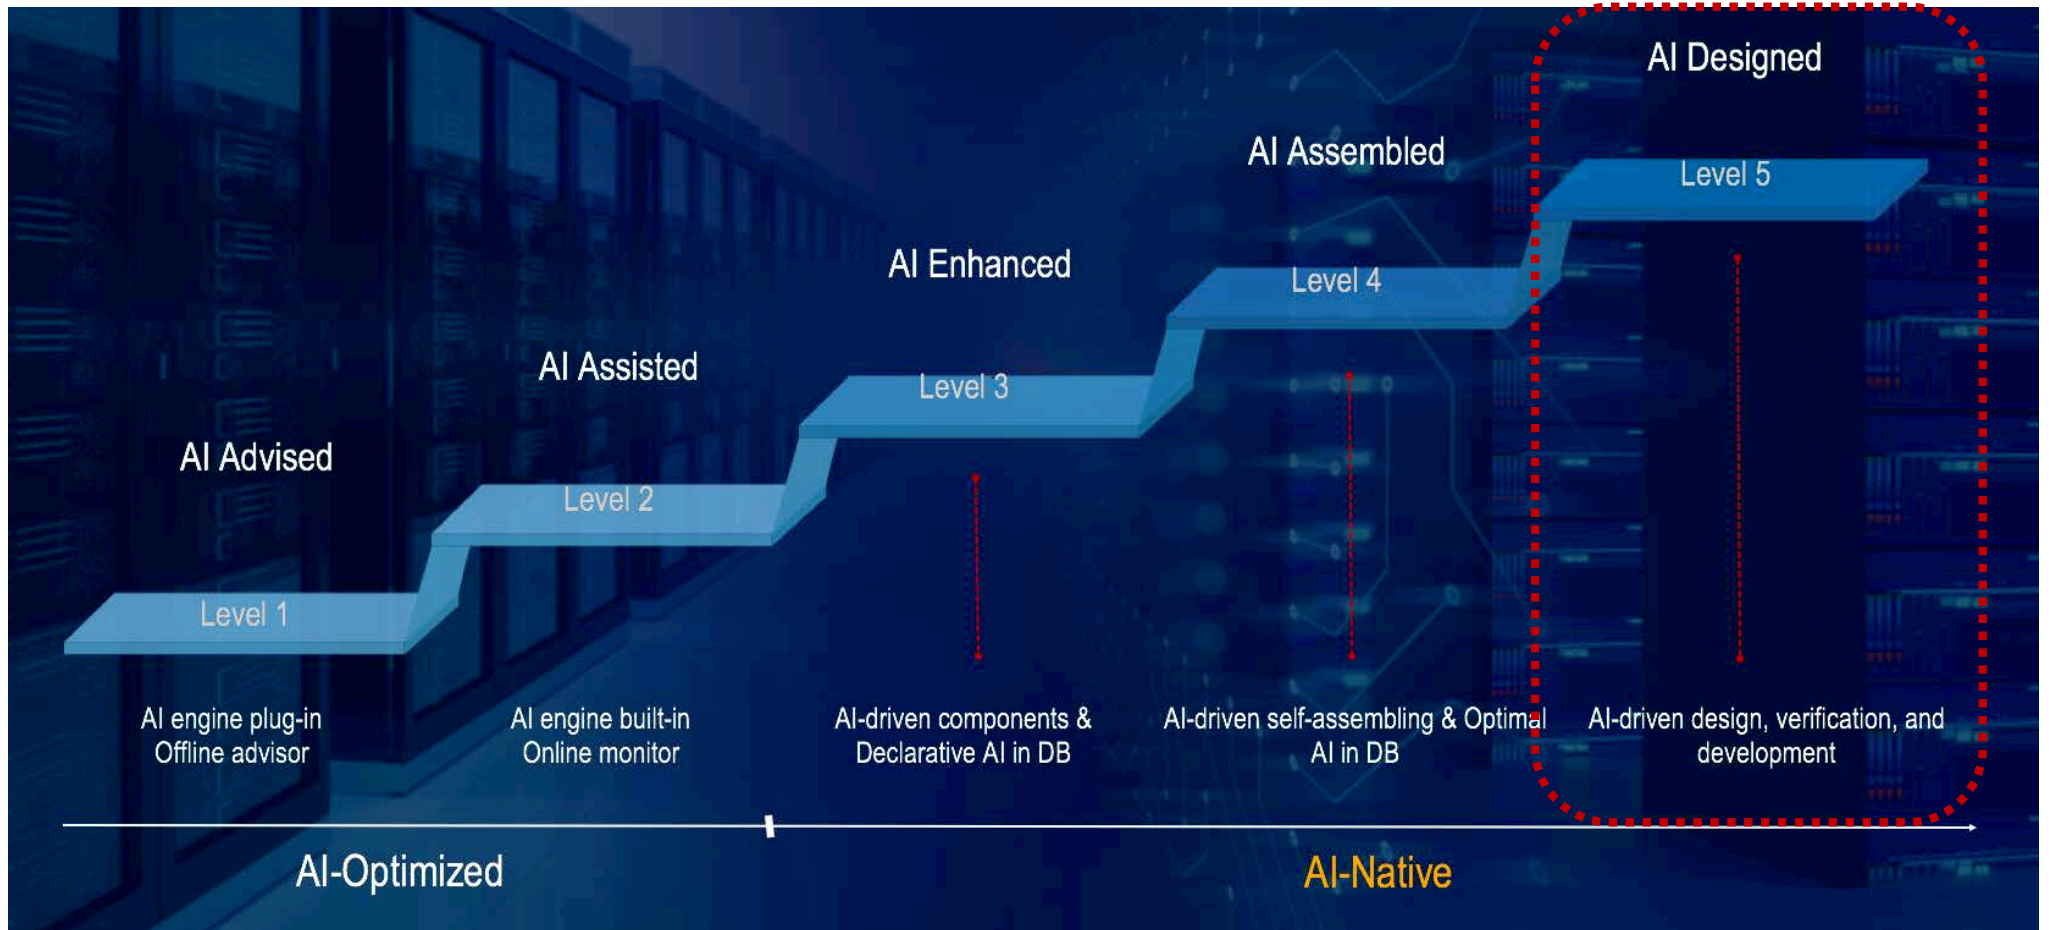 AI Designed
Level 5
AI Assembled
Level 4
AI Enhanced
Level 3
AI Assisted
Level 2
AI Advised
Level 1
AI engine plug-in
Offline advisor
AI engine built-in
Online monitor
AI-driven components &
Declarative AI in DB
AI-driven self-assembling & Optimal
AI in DB
AI-driven design, verification, and
development
AI-Optimized
AI-Native